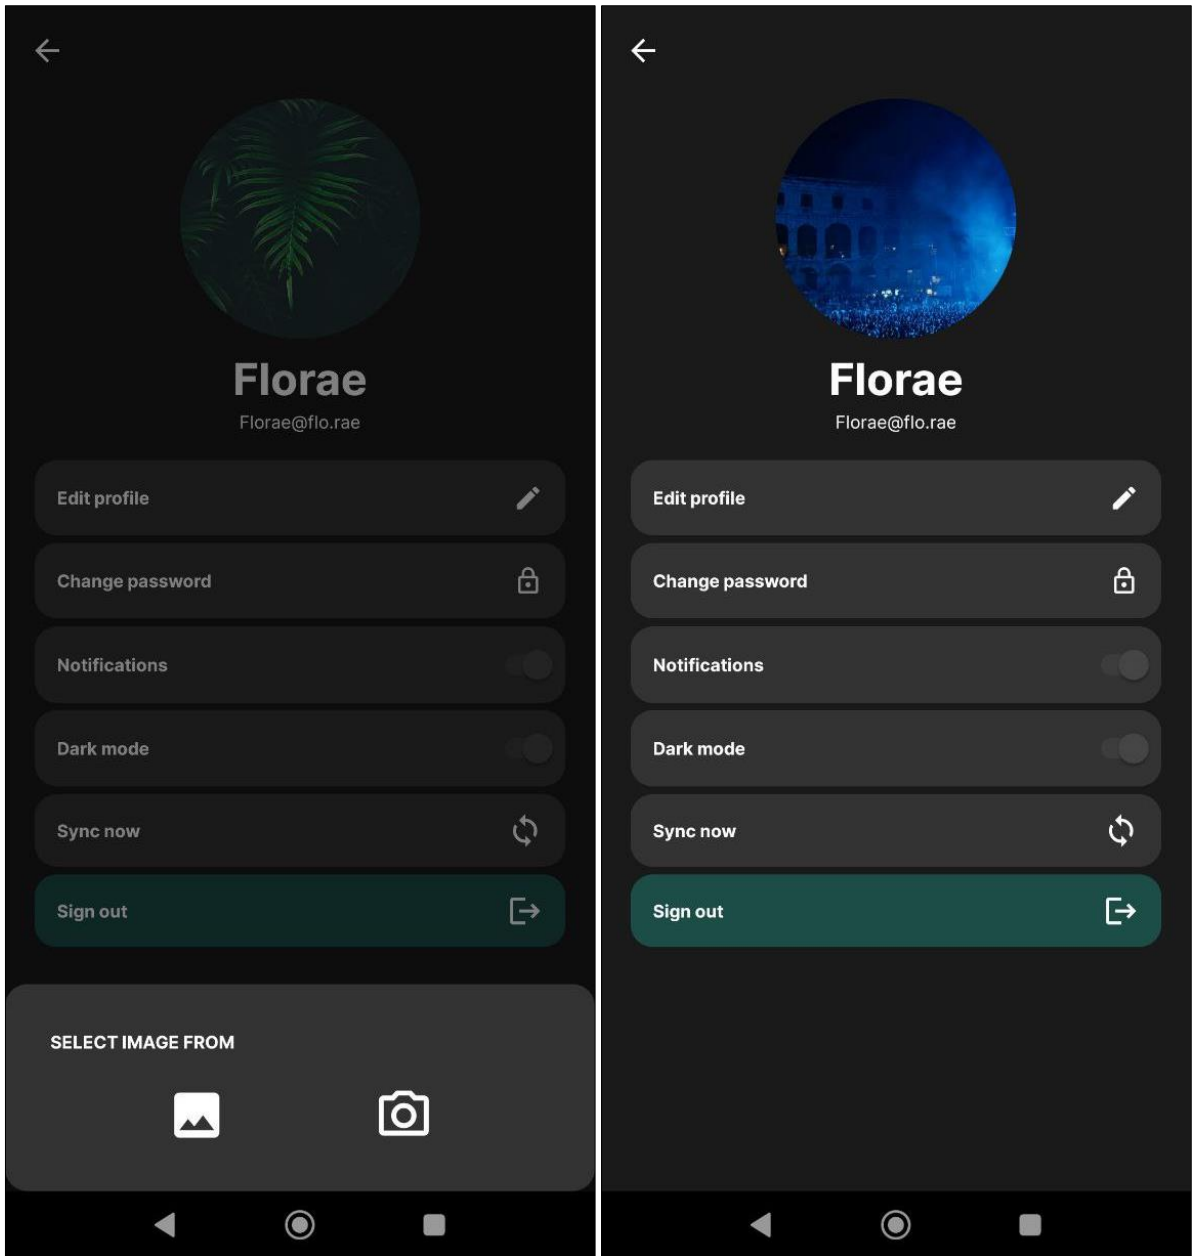 Florae
Florae@flo.rae
Edit profile
Change password
Notifications
Dark mode
Sync now
Sign out
SELECT IMAGE FROM
Florae
Florae@flo.rae
Edit profile
Change password
Notifications
Dark mode
Sync now
Sign out